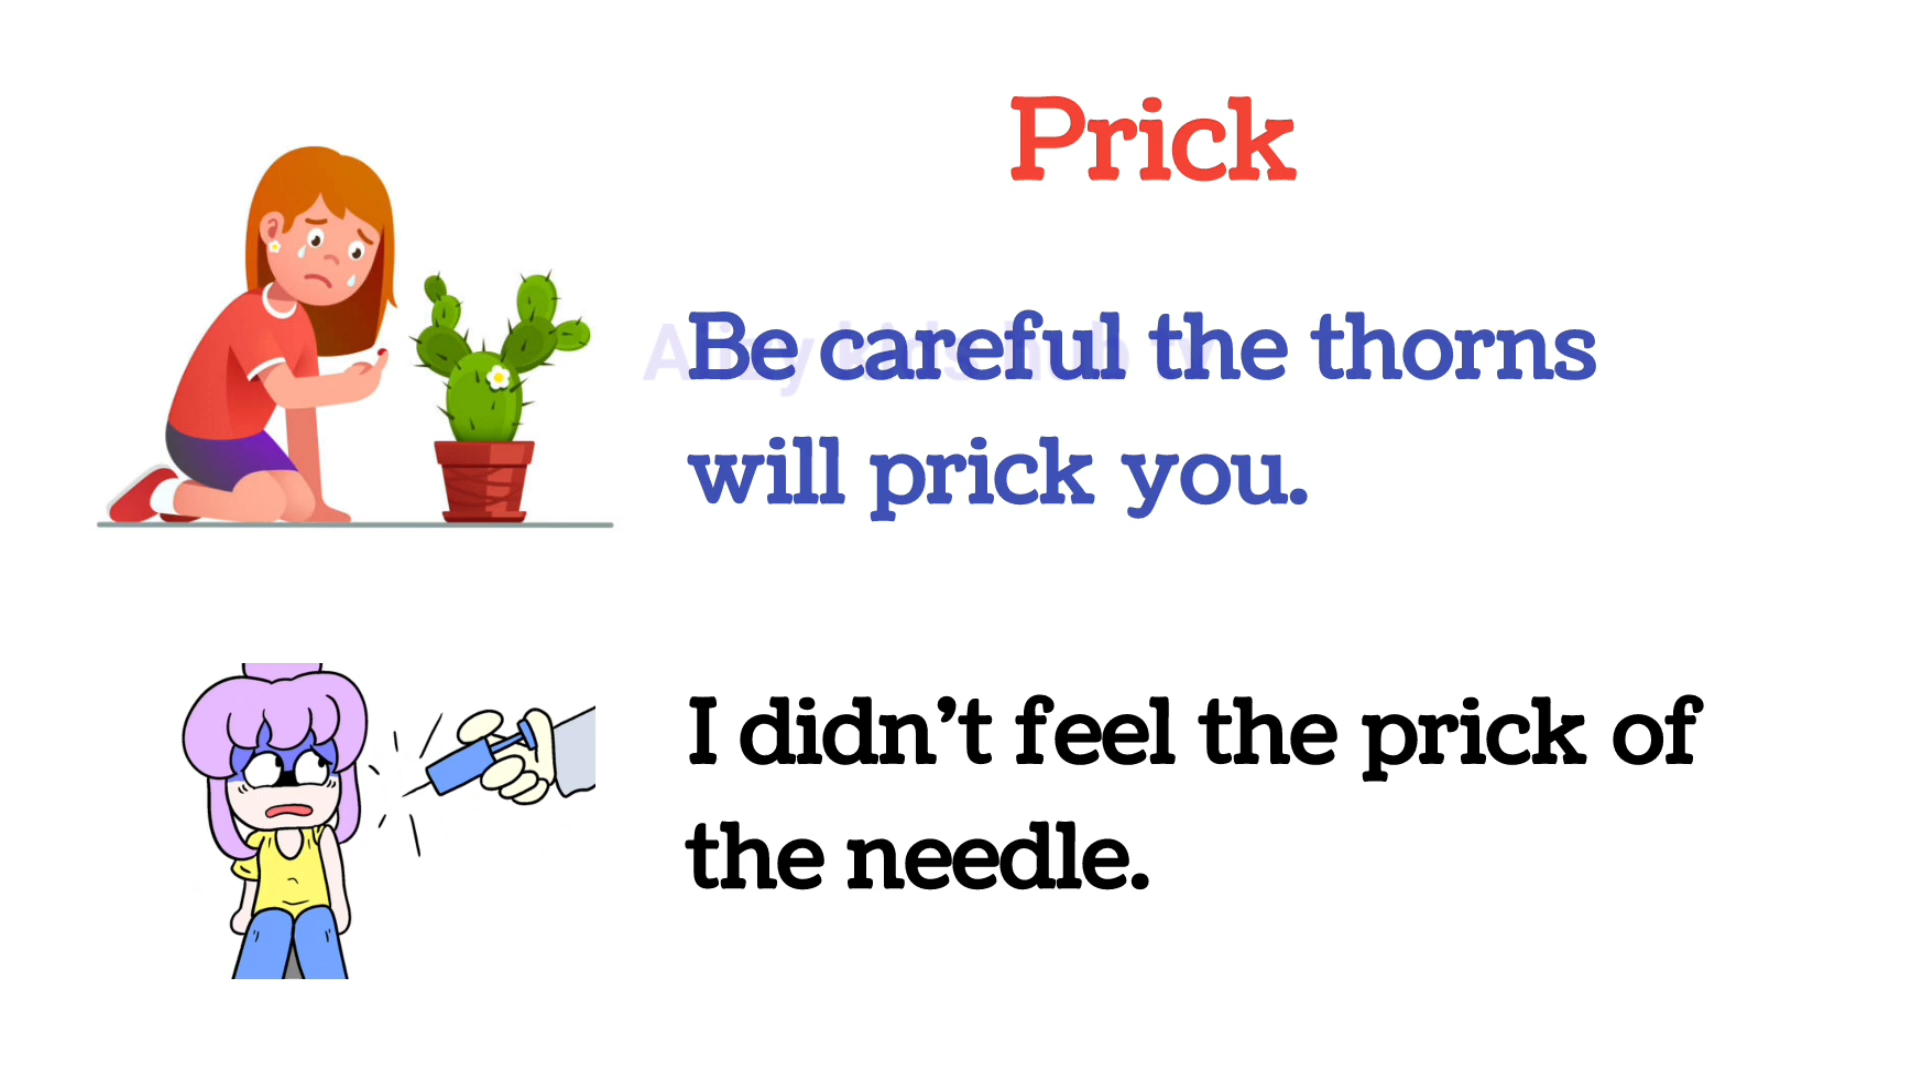 Prick
Be careful the thorns
will prick you.
I didn’t feel the prick of
the needle.